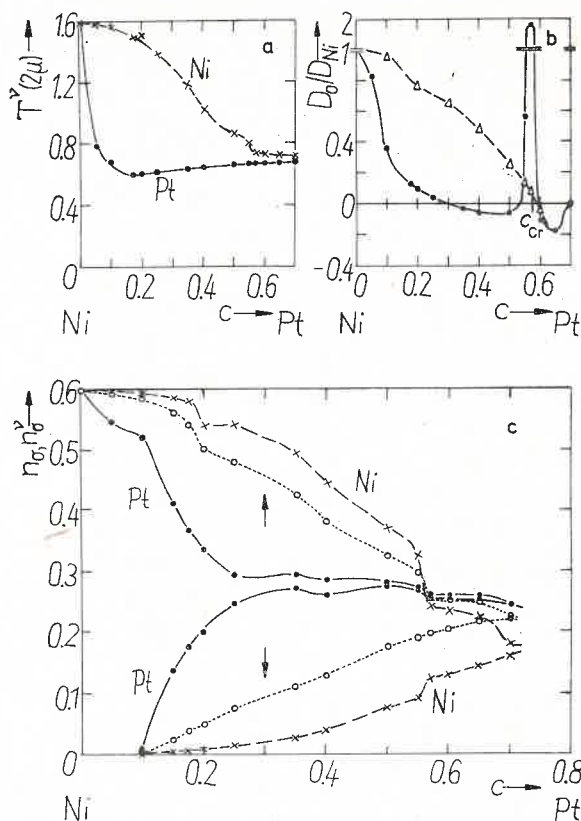 T^ν(2μ)
1.6
1.2
0.8
0.6
0
a
Ni
Pt
0.2 0.4 0.6
Ni c → Pt
D₀/D_Ni
2
1
0.4
0
-0.4
b
c_cr
0 0.2 0.4 0.6
Ni c → Pt
n_σ, n_σ^ν
0.6
0.5
0.4
0.3
0.2
0.1
0
c
Ni
Pt
Pt
Ni
0.2 0.4 0.6 0.8
Ni c → Pt